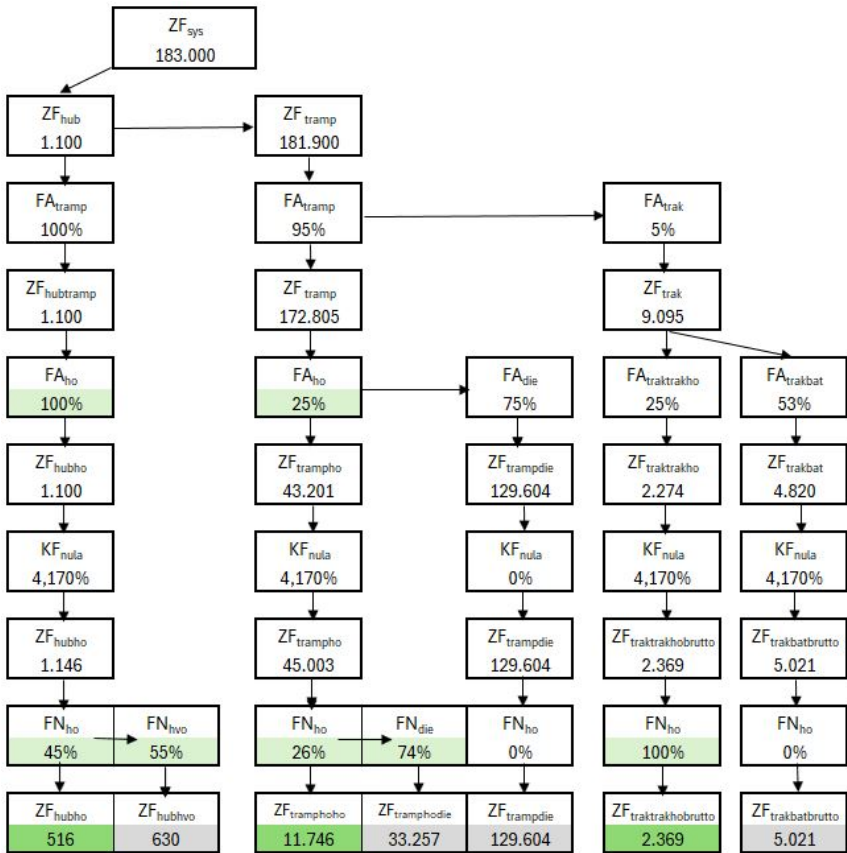 ZFsys
183.000
ZFhub
1.100
ZF tramp
181.900
FAtramp
100%
FAtramp
95%
FAtrak
5%
ZFhubtramp
1.100
ZF tramp
172.805
ZFtrak
9.095
FAho
100%
FAho
25%
FAdie
75%
FAtraktrakho
25%
FAtrakbat
53%
ZFhubho
1.100
ZFtrampho
43.201
ZFtrampdie
129.604
ZFtraktrakho
2.274
ZFtrakbat
4.820
KFnula
4,170%
KFnula
4,170%
KFnula
0%
KFnula
4,170%
KFnula
4,170%
ZFhubho
1.146
ZFtrampho
45.003
ZFtrampdie
129.604
ZFtraktrakhobrutto
2.369
ZFtrakbatbrutto
5.021
FNho
45%
FNhvo
55%
FNho
26%
FNdie
74%
FNho
0%
FNho
100%
FNho
0%
ZFhubho
516
ZFhubhvo
630
ZFtramphoho
11.746
ZFtramphodie
33.257
ZFtrampdie
129.604
ZFtraktrakhobrutto
2.369
ZFtrakbatbrutto
5.021